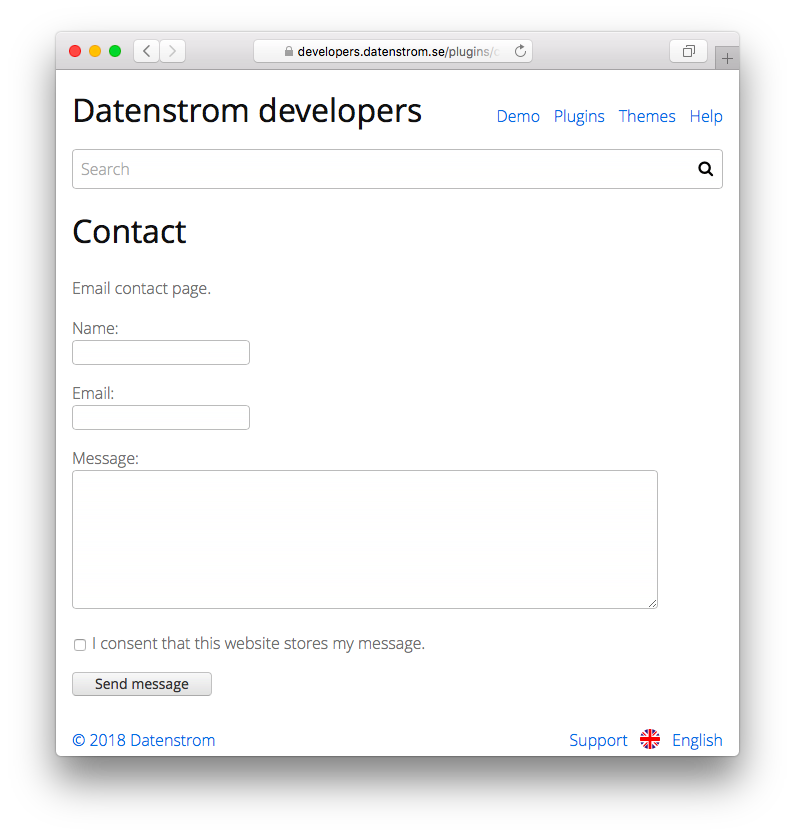 developers.datenstrom.se/plugins/
Datenstrom developers
Demo Plugins Themes Help
Search
Contact
Email contact page.
Name:
Email:
Message:
I consent that this website stores my message.
Send message
© 2018 Datenstrom
Support English